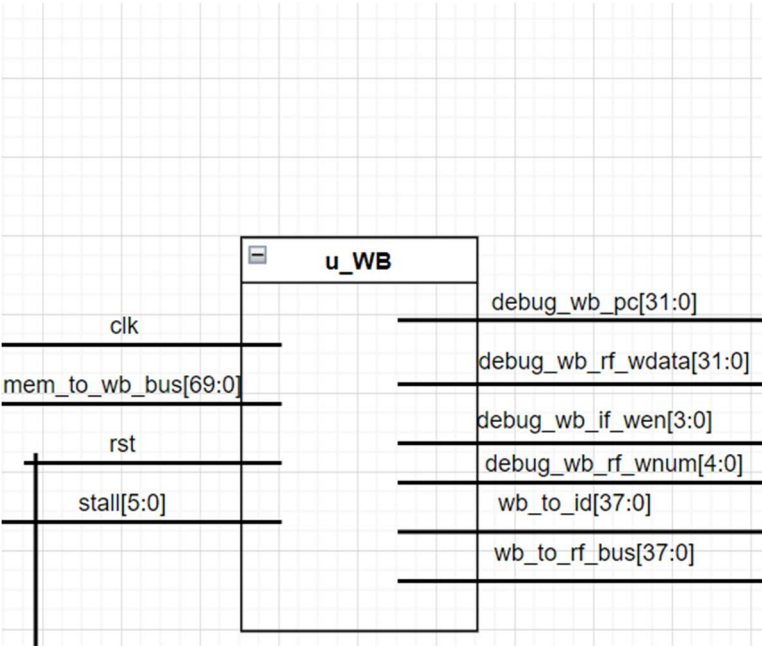 u_WB
clk
mem_to_wb_bus[69:0]
rst
stall[5:0]
debug_wb_pc[31:0]
debug_wb_rf_wdata[31:0]
debug_wb_if_wen[3:0]
debug_wb_rf_wnum[4:0]
wb_to_id[37:0]
wb_to_rf_bus[37:0]